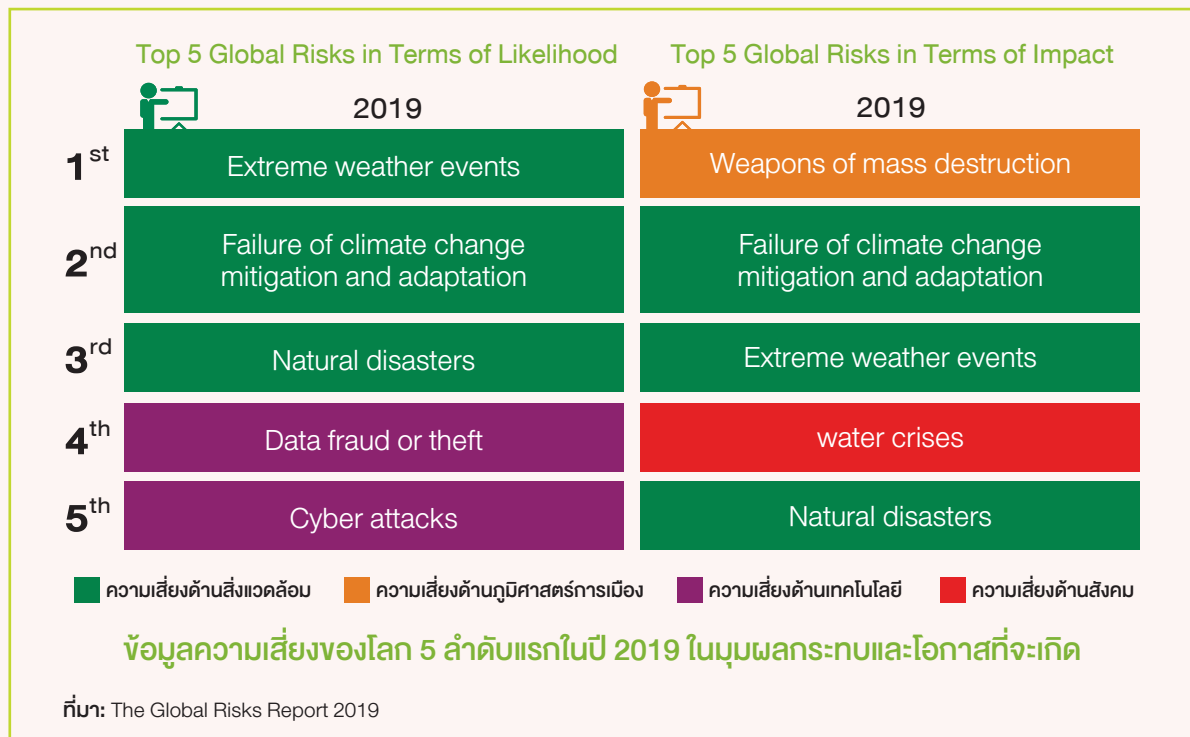 Top 5 Global Risks in Terms of Likelihood
Top 5 Global Risks in Terms of Impact
2019
2019
1st
Extreme weather events
Weapons of mass destruction
2nd
Failure of climate change
mitigation and adaptation
Failure of climate change
mitigation and adaptation
3rd
Natural disasters
Extreme weather events
4th
Data fraud or theft
water crises
5th
Cyber attacks
Natural disasters
ความเสี่ยงด้านสิ่งแวดล้อม
ความเสี่ยงด้านภูมิศาสตร์การเมือง
ความเสี่ยงด้านเทคโนโลยี
ความเสี่ยงด้านสังคม
ข้อมูลความเสี่ยงของโลก 5 ลำดับแรกในปี 2019 ในมุมผลกระทบและโอกาสที่จะเกิด
ที่มา: The Global Risks Report 2019